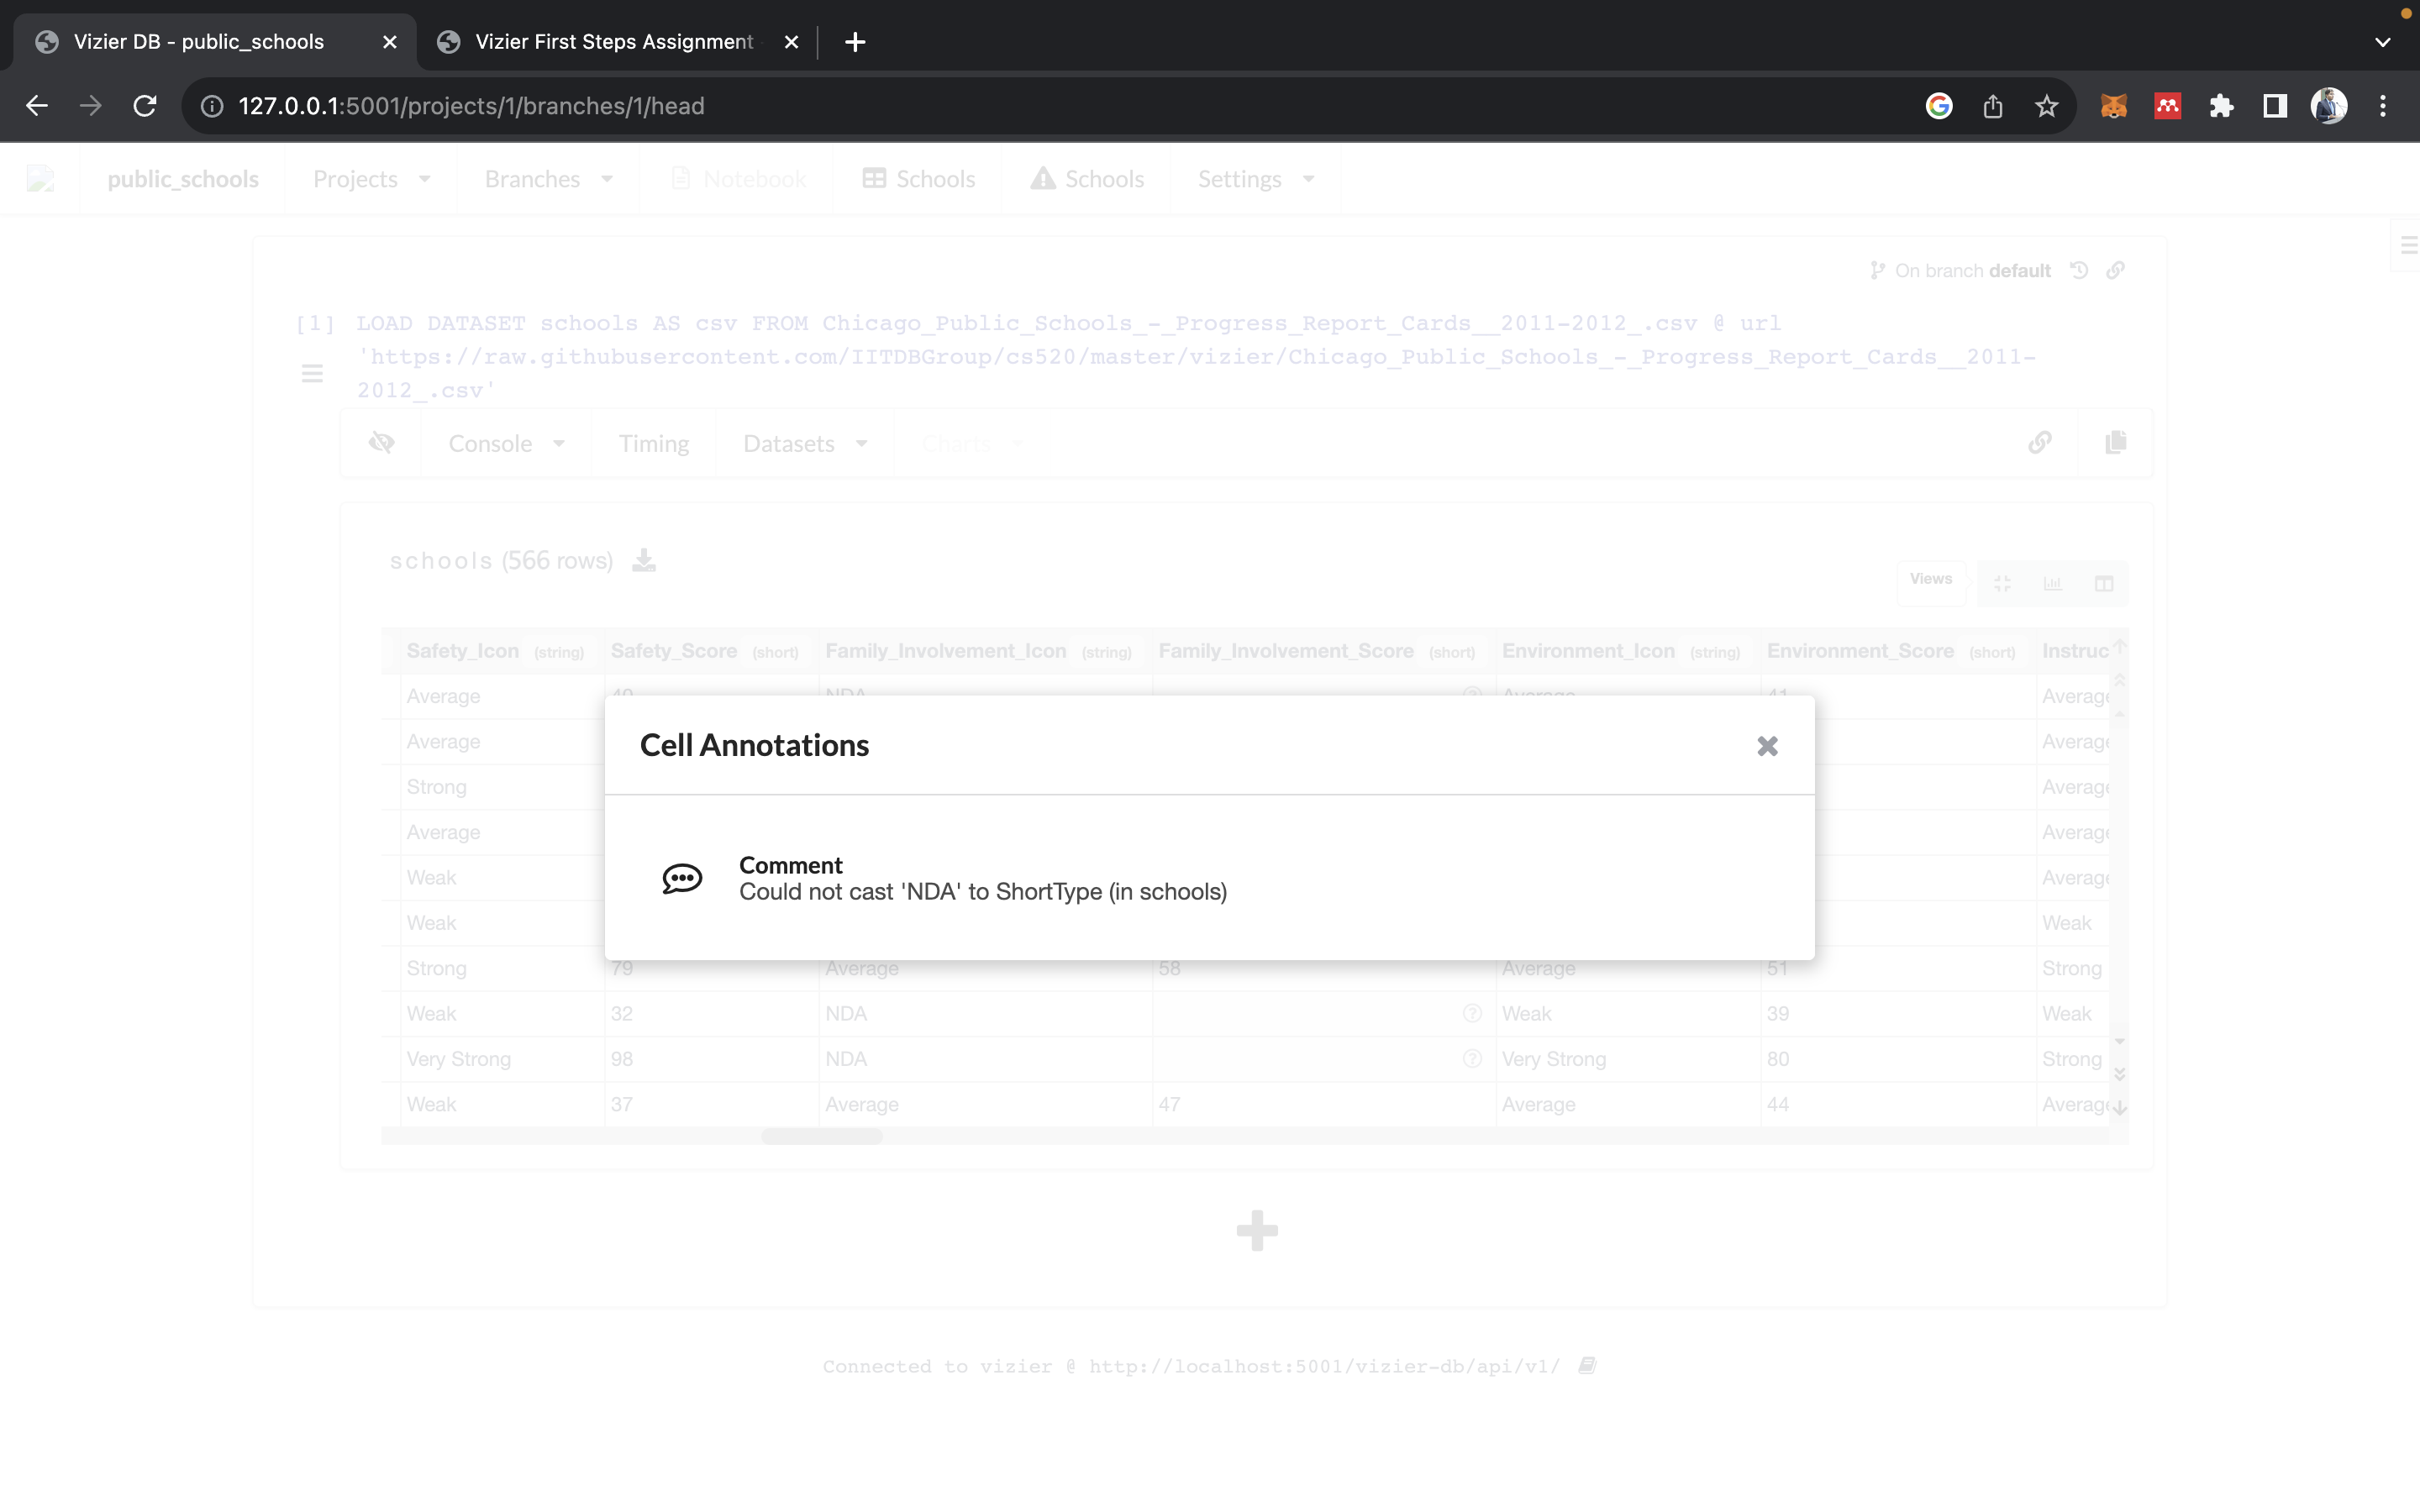 Vizier DB - public_schools
Vizier First Steps Assignment
127.0.0.1:5001/projects/1/branches/1/head
public_schools Projects Branches Notebook Schools Schools Settings
On branch default
[1] LOAD DATASET schools AS csv FROM Chicago_Public_Schools_-_Progress_Report_Cards__2011-2012_.csv @ url
'https://raw.githubusercontent.com/IITDBGroup/cs520/master/vizier/Chicago_Public_Schools_-_Progress_Report_Cards__2011-
2012_.csv'
Console Timing Datasets Charts
schools (566 rows)
Views
Safety_Icon (string) Safety_Score (short) Family_Involvement_Icon (string) Family_Involvement_Score (short) Environment_Icon (string) Environment_Score (short) Instruc
Average 49 NDA Average 41 Average
Average Average
Strong Average
Average Average
Weak Average
Weak Weak
Cell Annotations
Comment
Could not cast 'NDA' to ShortType (in schools)
Strong 79 Average 58 Average 51 Strong
Weak 32 NDA Weak 39 Weak
Very Strong 98 NDA Very Strong 80 Strong
Weak 37 Average 47 Average 44 Average
Connected to vizier @ http://localhost:5001/vizier-db/api/v1/